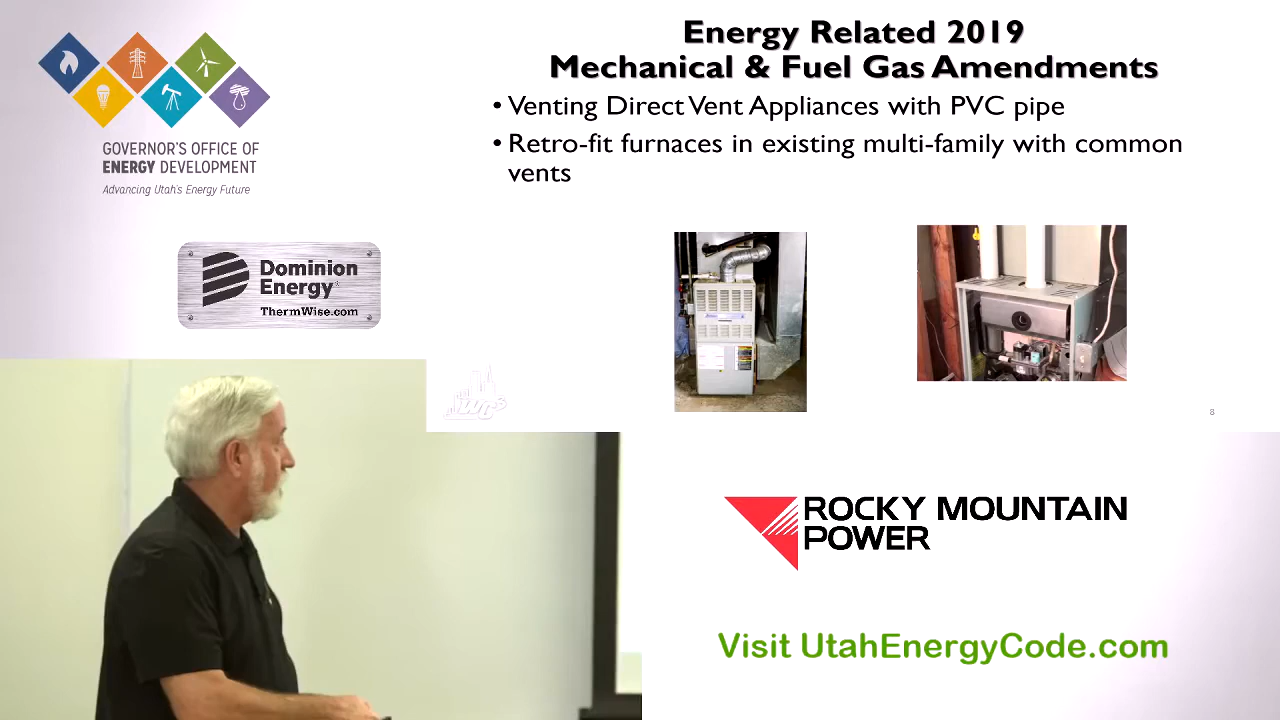 Energy Related 2019
Mechanical & Fuel Gas Amendments
• Venting Direct Vent Appliances with PVC pipe
• Retro-fit furnaces in existing multi-family with common
vents
GOVERNOR'S OFFICE OF
ENERGY DEVELOPMENT
Advancing Utah's Energy Future
Dominion
Energy®
ThermWise.com
WC3
8
ROCKY MOUNTAIN
POWER
Visit UtahEnergyCode.com